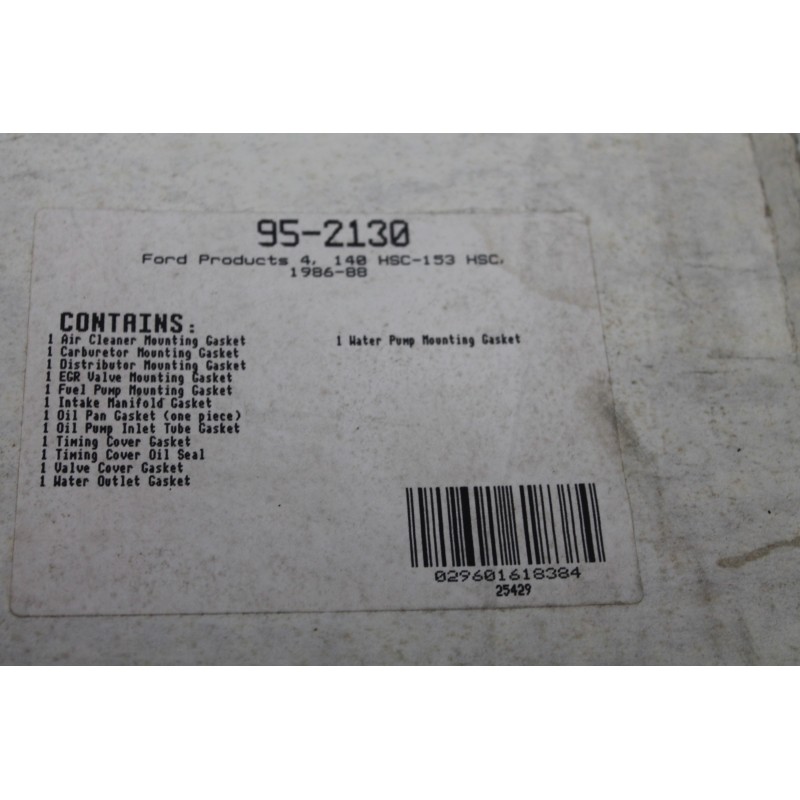 95-2130
Ford Products 4, 140 HSC-153 HSC,
1986-88
CONTAINS:
1 Air Cleaner Mounting Gasket
1 Carburetor Mounting Gasket
1 Distributor Mounting Gasket
1 EGR Valve Mounting Gasket
1 Fuel Pump Mounting Gasket
1 Intake Manifold Gasket
1 Oil Pan Gasket (one piece)
1 Oil Pump Inlet Tube Gasket
1 Timing Cover Gasket
1 Timing Cover Oil Seal
1 Valve Cover Gasket
1 Water Outlet Gasket
1 Water Pump Mounting Gasket
029601618384
25429